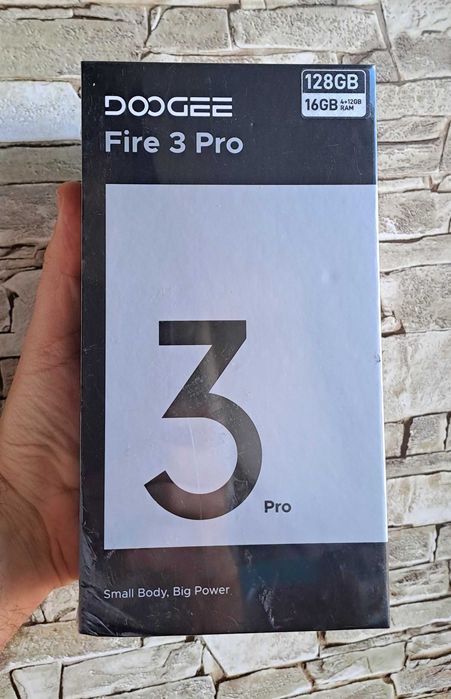 128GB
16GB 4+12GB RAM
DOOGEE
Fire 3 Pro
3
Pro
Small Body, Big Power